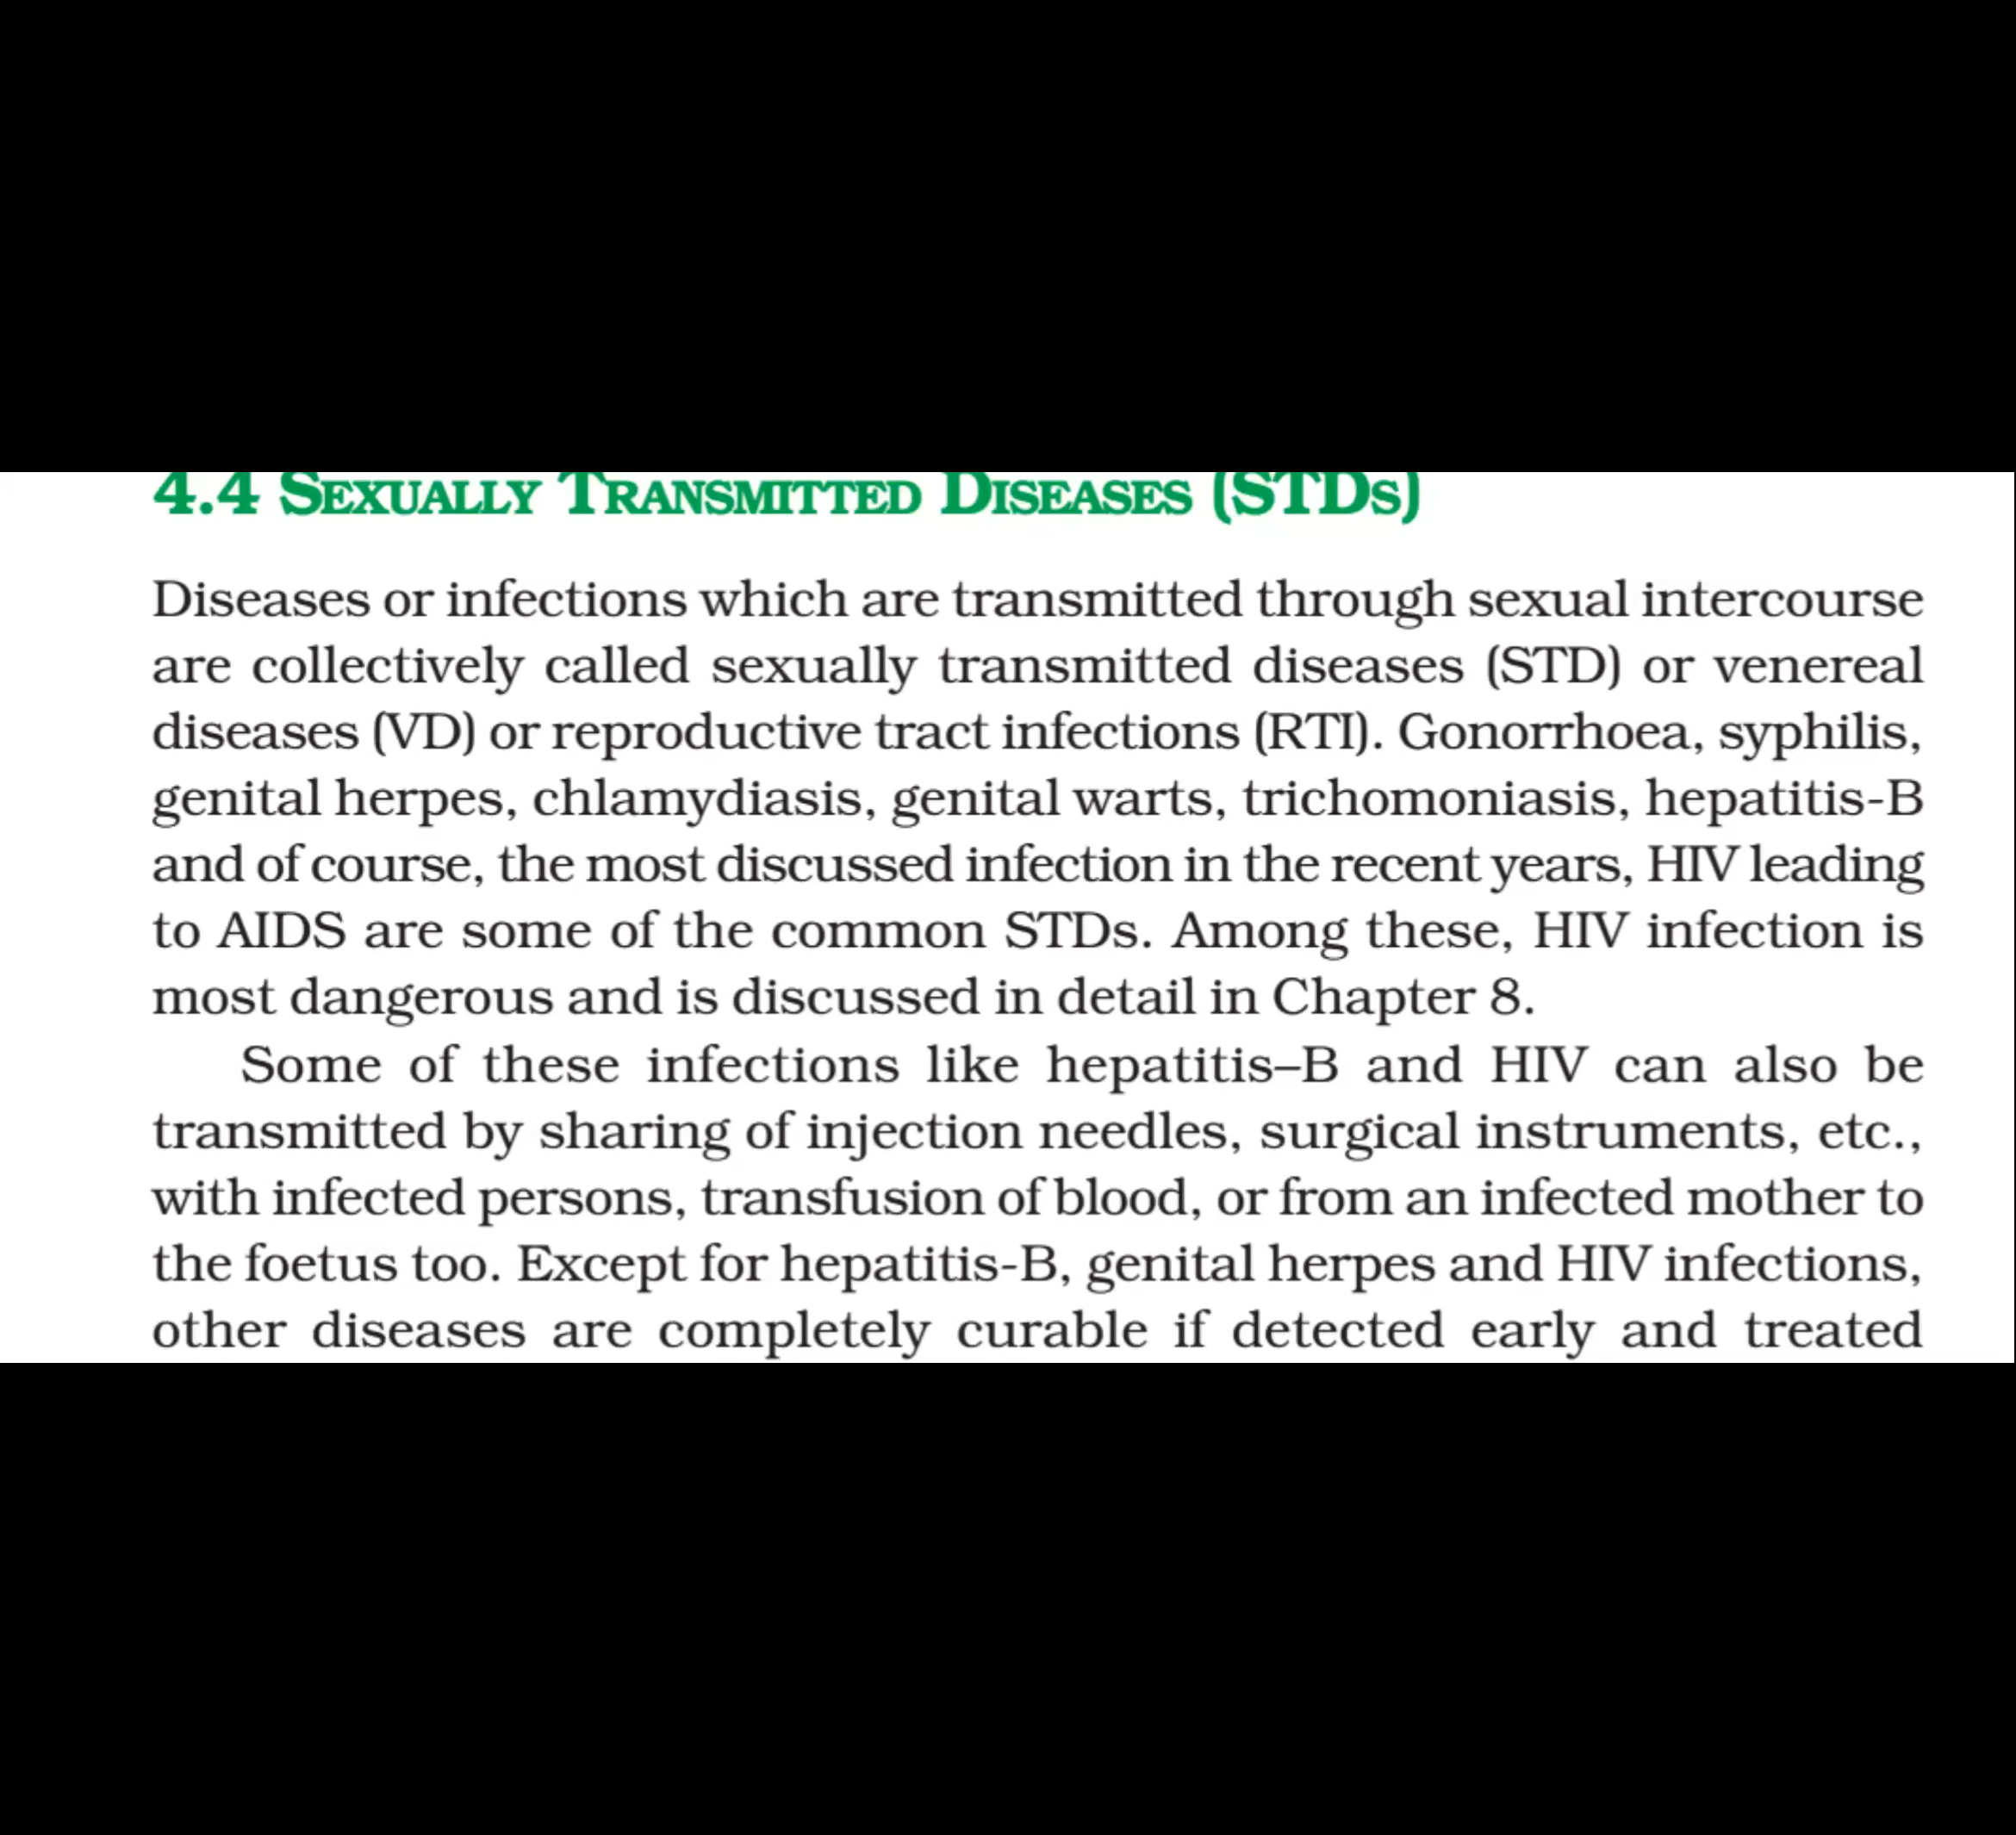 4.4 SEXUALLY TRANSMITTED DISEASES (STDS)
Diseases or infections which are transmitted through sexual intercourse
are collectively called sexually transmitted diseases (STD) or venereal
diseases (VD) or reproductive tract infections (RTI). Gonorrhoea, syphilis,
genital herpes, chlamydiasis, genital warts, trichomoniasis, hepatitis-B
and of course, the most discussed infection in the recent years, HIV leading
to AIDS are some of the common STDs. Among these, HIV infection is
most dangerous and is discussed in detail in Chapter 8.
Some of these infections like hepatitis–B and HIV can also be
transmitted by sharing of injection needles, surgical instruments, etc.,
with infected persons, transfusion of blood, or from an infected mother to
the foetus too. Except for hepatitis-B, genital herpes and HIV infections,
other diseases are completely curable if detected early and treated